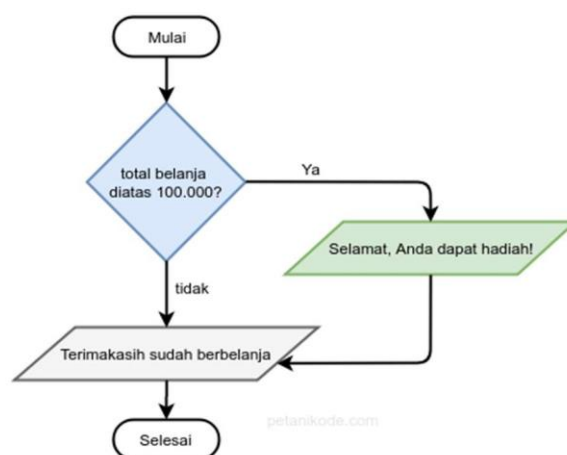 Mulai
total belanja
diatas 100.000?
Ya
Selamat, Anda dapat hadiah!
tidak
Terimakasih sudah berbelanja
petanikode.com
Selesai